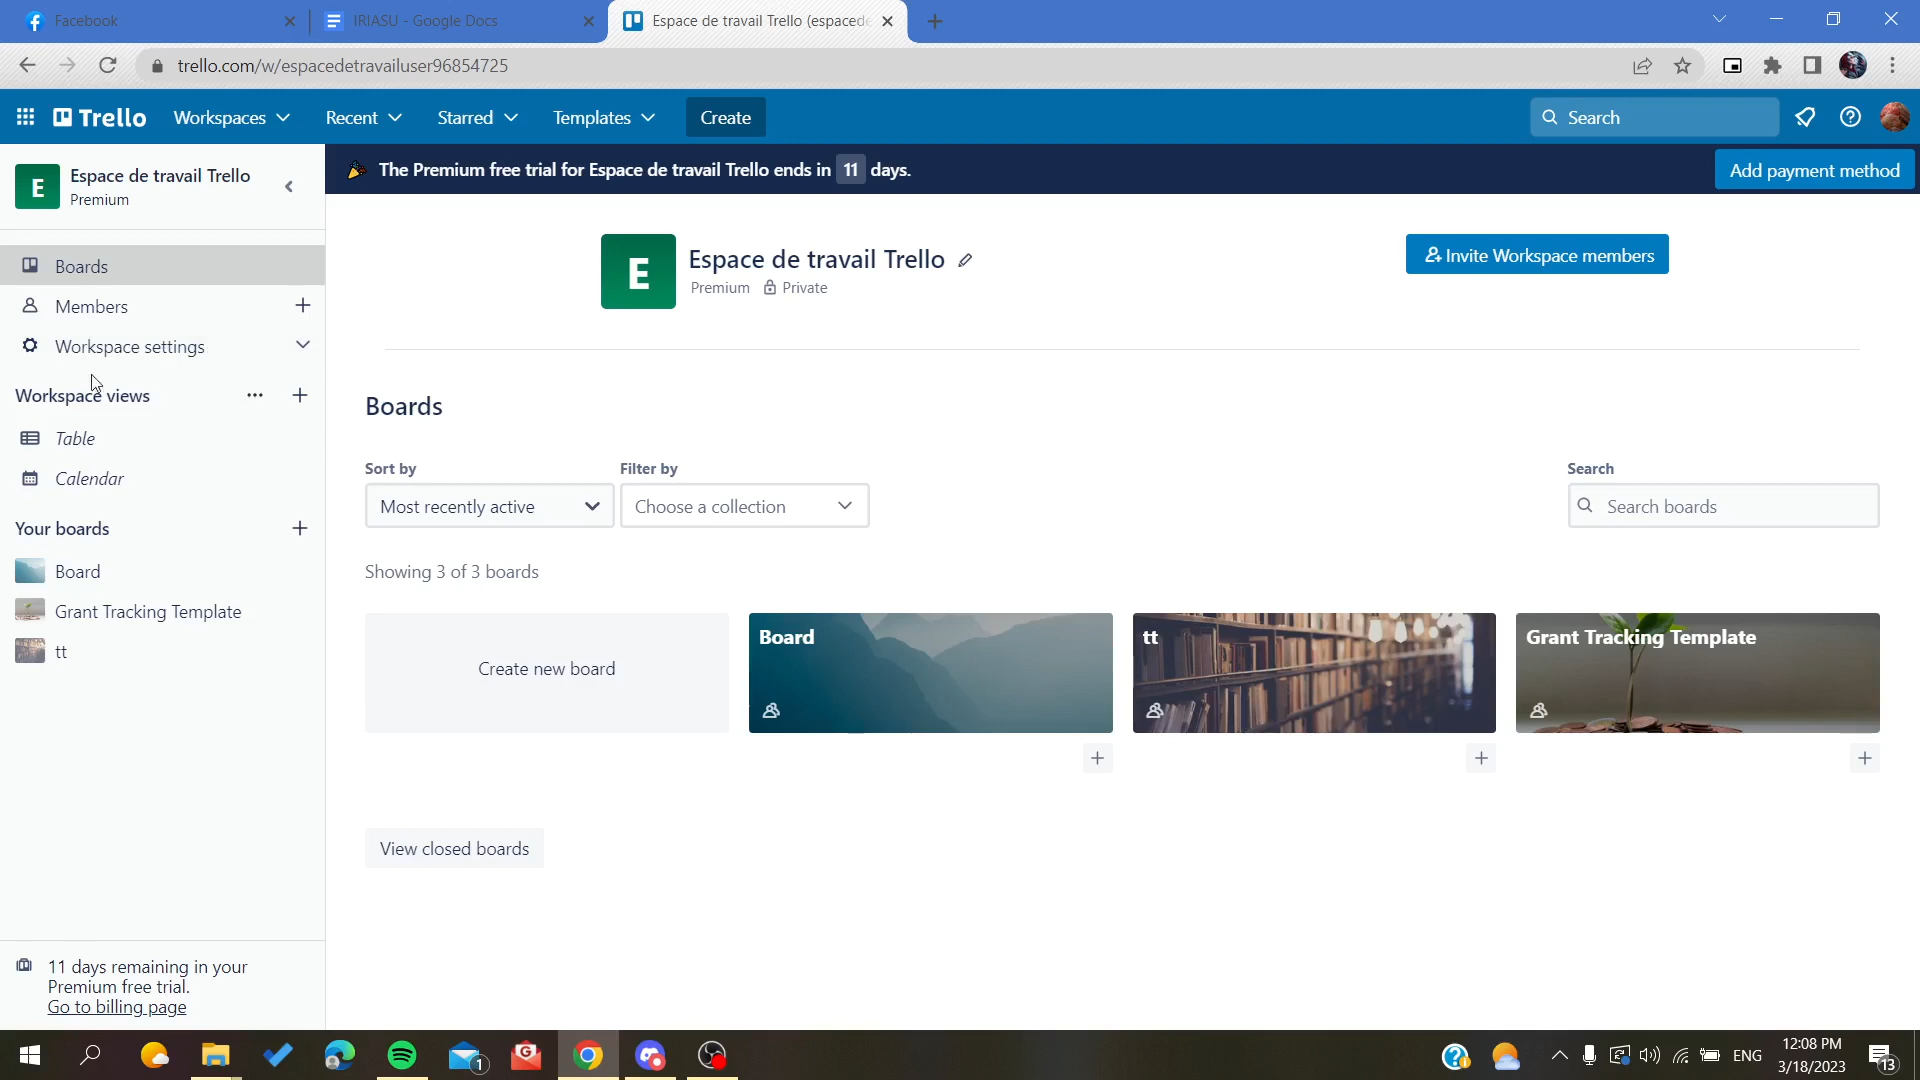 Facebook
IRIASU - Google Docs
Espace de travail Trello (espacede
trello.com/w/espacedetravailuser96854725
Trello
Workspaces
Recent
Starred
Templates
Create
Search
E
Espace de travail Trello
Premium
The Premium free trial for Espace de travail Trello ends in 11 days.
Add payment method
Boards
Members
Workspace settings
Workspace views
Table
Calendar
Your boards
Board
Grant Tracking Template
tt
11 days remaining in your
Premium free trial.
Go to billing page
E
Espace de travail Trello
Premium
Private
Invite Workspace members
Boards
Sort by
Filter by
Search
Most recently active
Choose a collection
Search boards
Showing 3 of 3 boards
Create new board
Board
tt
Grant Tracking Template
View closed boards
1
ENG
12:08 PM
3/18/2023
13